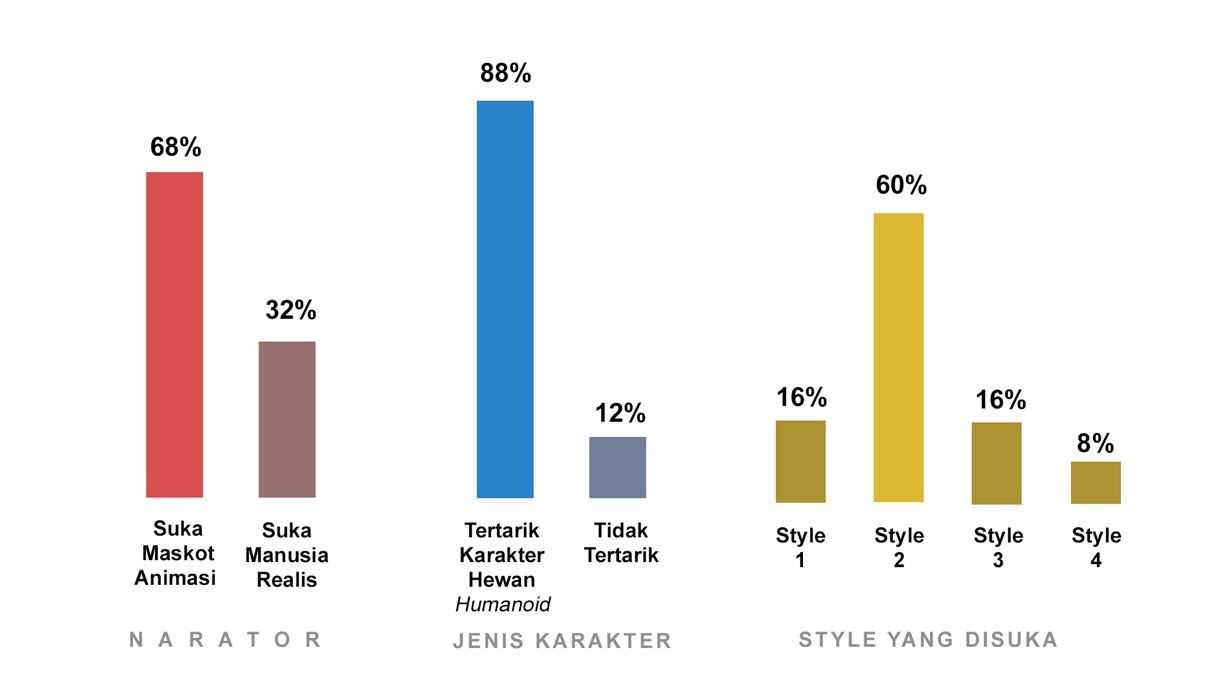 68%
32%
Suka
Maskot
Animasi
Suka
Manusia
Realis
N A R A T O R
88%
12%
Tertarik
Karakter
Hewan
Humanoid
Tidak
Tertarik
JENIS KARAKTER
16%
60%
16%
8%
Style
1
Style
2
Style
3
Style
4
STYLE YANG DISUKA